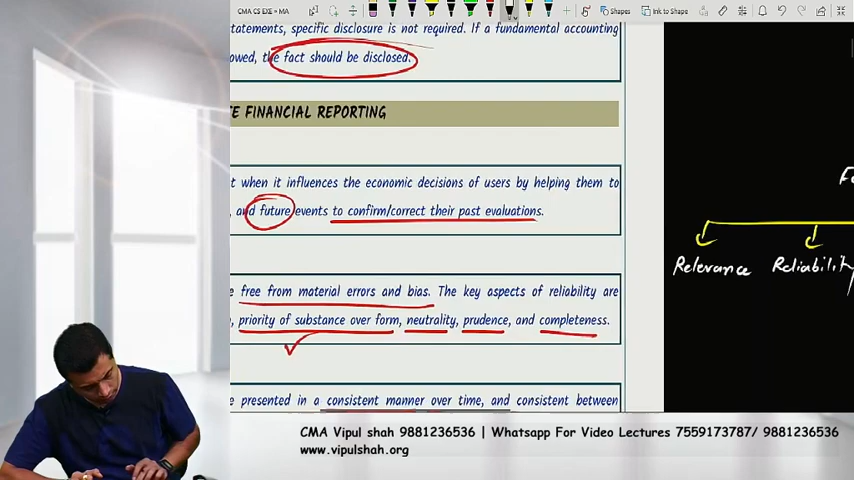 CMA CS EXE = MA
Shapes
Ink to Shape
tatements, specific disclosure is not required. If a fundamental accounting
owed, the fact should be disclosed.
E FINANCIAL REPORTING
t when it influences the economic decisions of users by helping them to
, and future events to confirm/correct their past evaluations.
Relevance Reliability
e free from material errors and bias. The key aspects of reliability are
, priority of substance over form, neutrality, prudence, and completeness.
e presented in a consistent manner over time, and consistent between
CMA Vipul shah 9881236536 | Whatsapp For Video Lectures 7559173787/ 9881236536
www.vipulshah.org